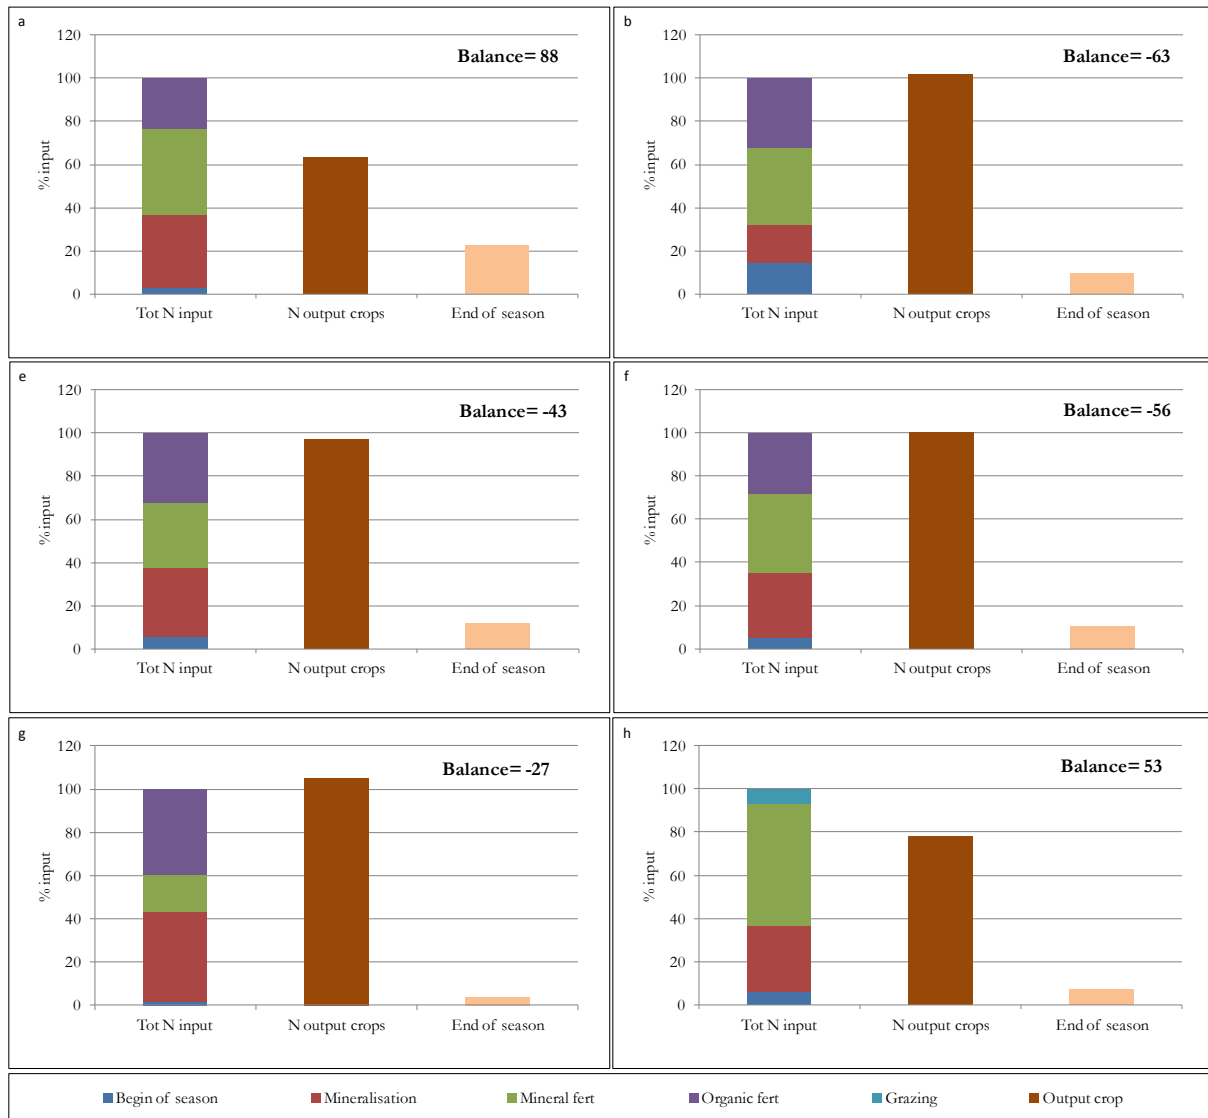 a
Balance= 88
120
100
80
60
40
20
0
% input
Tot N input
N output crops
End of season
b
Balance= -63
120
100
80
60
40
20
0
% input
Tot N input
N output crops
End of season
e
Balance= -43
120
100
80
60
40
20
0
% input
Tot N input
N output crops
End of season
f
Balance= -56
120
100
80
60
40
20
0
% input
Tot N input
N output crops
End of season
g
Balance= -27
120
100
80
60
40
20
0
% input
Tot N input
N output crops
End of season
h
Balance= 53
120
100
80
60
40
20
0
% input
Tot N input
N output crops
End of season
Begin of season
Mineralisation
Mineral fert
Organic fert
Grazing
Output crop